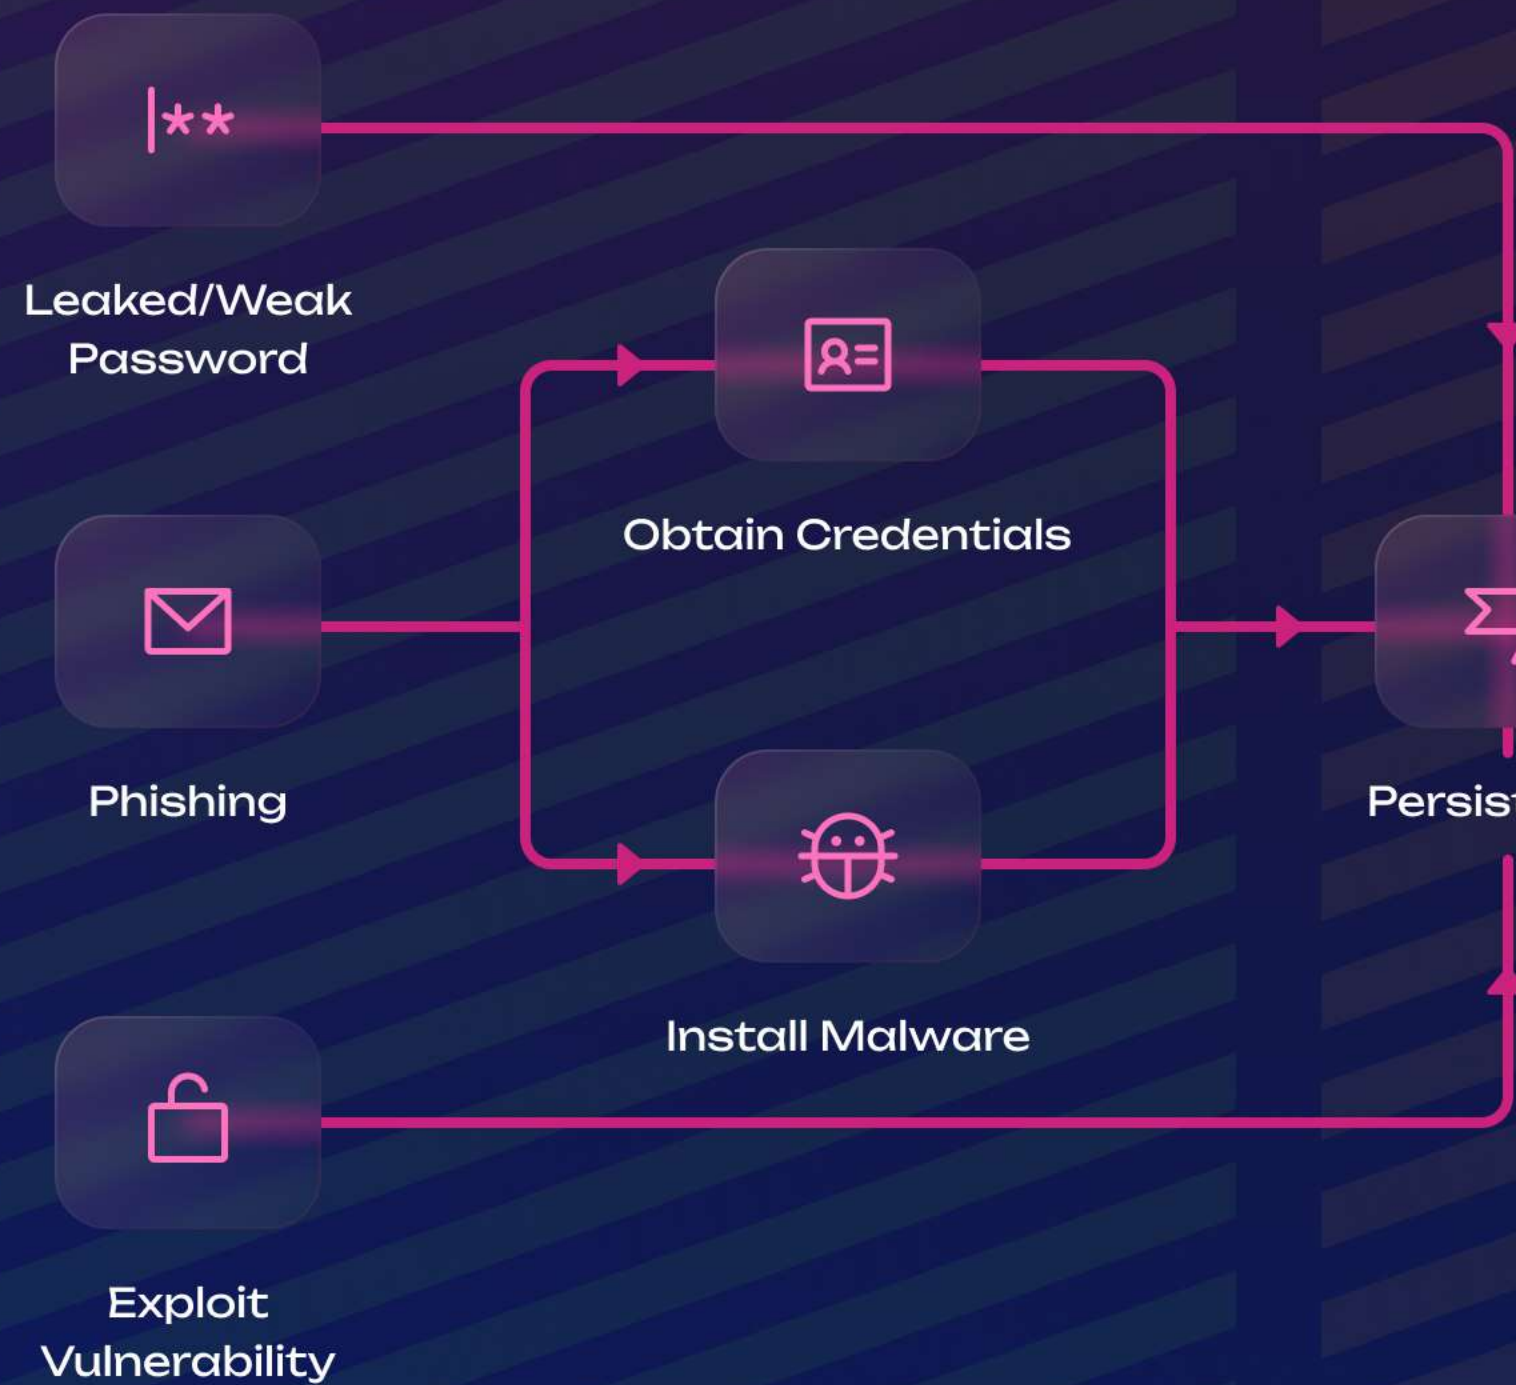 Leaked/Weak
Password
Obtain Credentials
Phishing
Install Malware
Exploit
Vulnerability